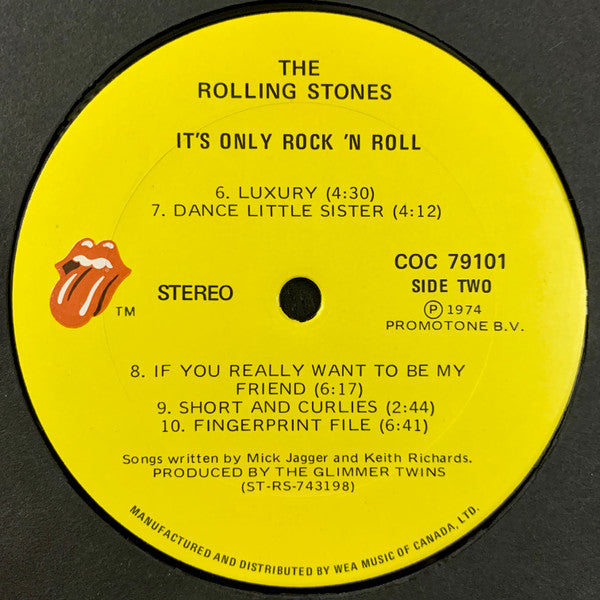 THE
ROLLING STONES
IT'S ONLY ROCK 'N ROLL
6. LUXURY (4:30)
7. DANCE LITTLE SISTER (4:12)
TM
STEREO
COC 79101
SIDE TWO
Ⓟ 1974
PROMOTONE B.V.
8. IF YOU REALLY WANT TO BE MY
FRIEND (6:17)
9. SHORT AND CURLIES (2:44)
10. FINGERPRINT FILE (6:41)
Songs written by Mick Jagger and Keith Richards.
PRODUCED BY THE GLIMMER TWINS
(ST-RS-743198)
MANUFACTURED AND DISTRIBUTED BY WEA MUSIC OF CANADA, LTD.